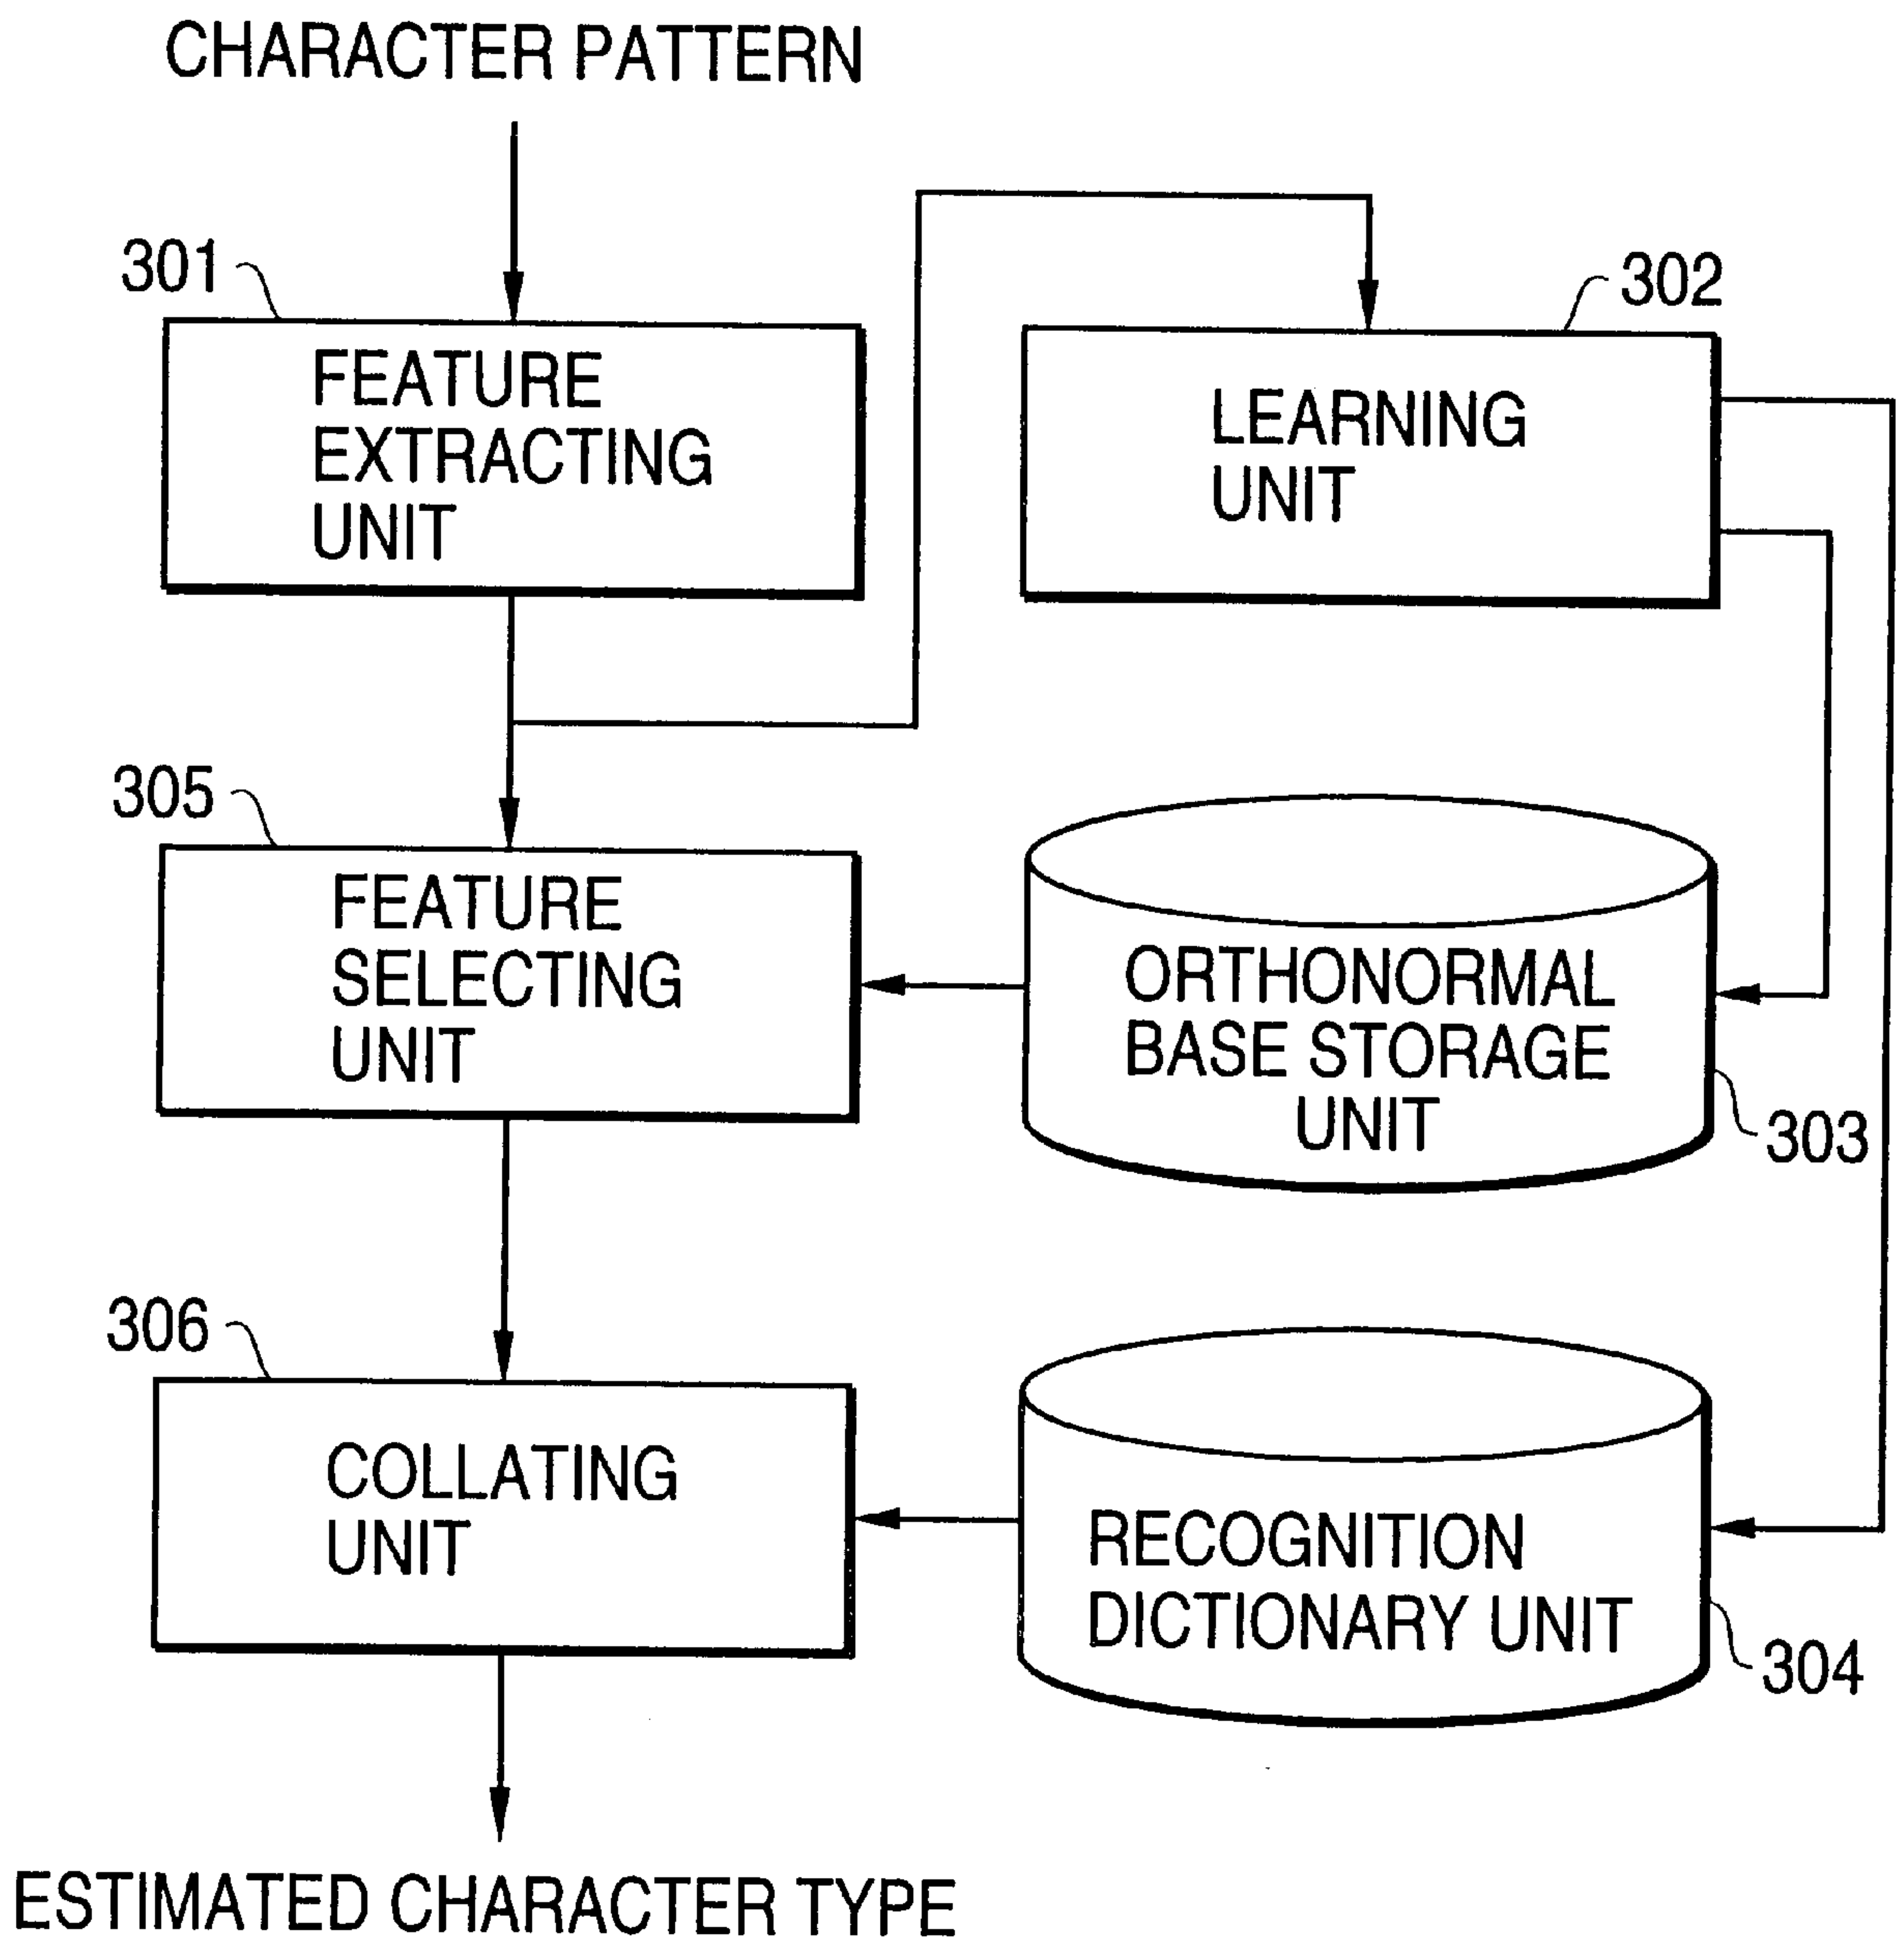 CHARACTER PATTERN
301
302
FEATURE
EXTRACTING
UNIT
LEARNING
UNIT
305
FEATURE
SELECTING
UNIT
ORTHONORMAL
BASE STORAGE
UNIT
303
306
COLLATING
UNIT
RECOGNITION
DICTIONARY UNIT
304
ESTIMATED CHARACTER TYPE